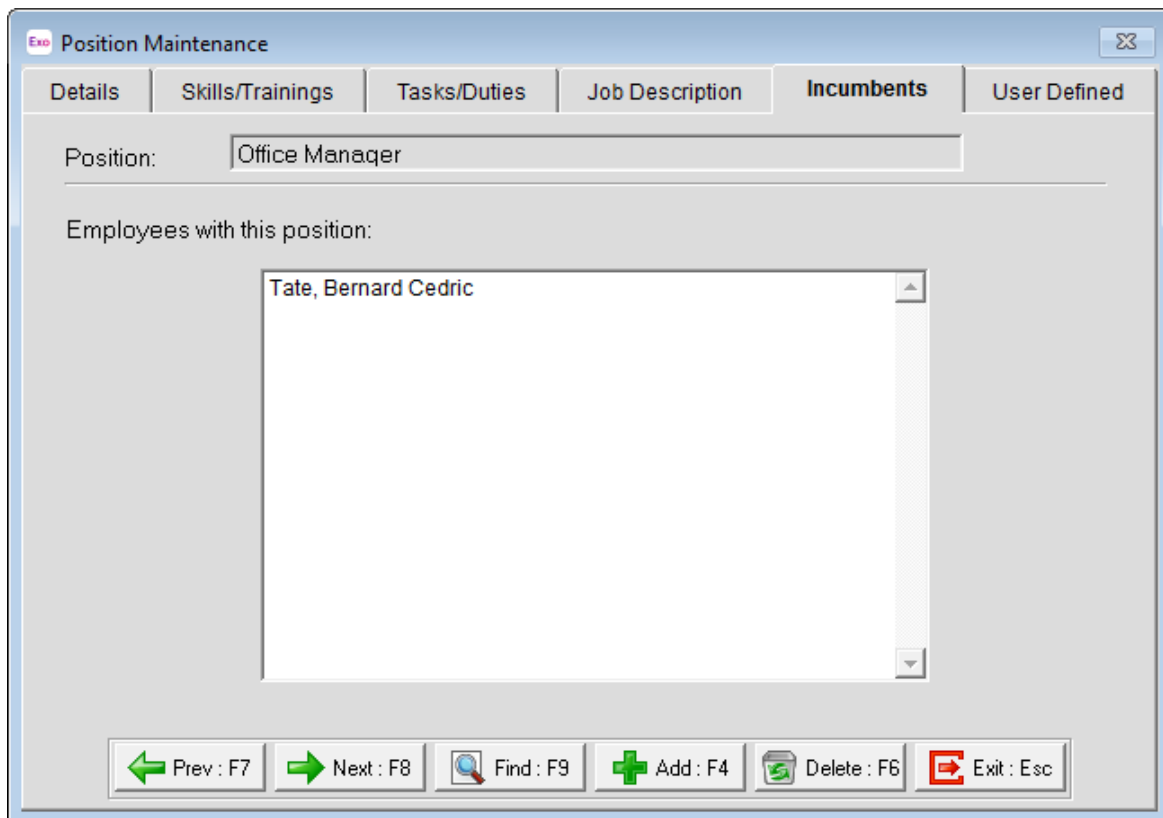 Exo Position Maintenance
Details Skills/Trainings Tasks/Duties Job Description Incumbents User Defined
Position: Office Manager
Employees with this position:
Tate, Bernard Cedric
Prev : F7 Next : F8 Find : F9 Add : F4 Delete : F6 Exit : Esc